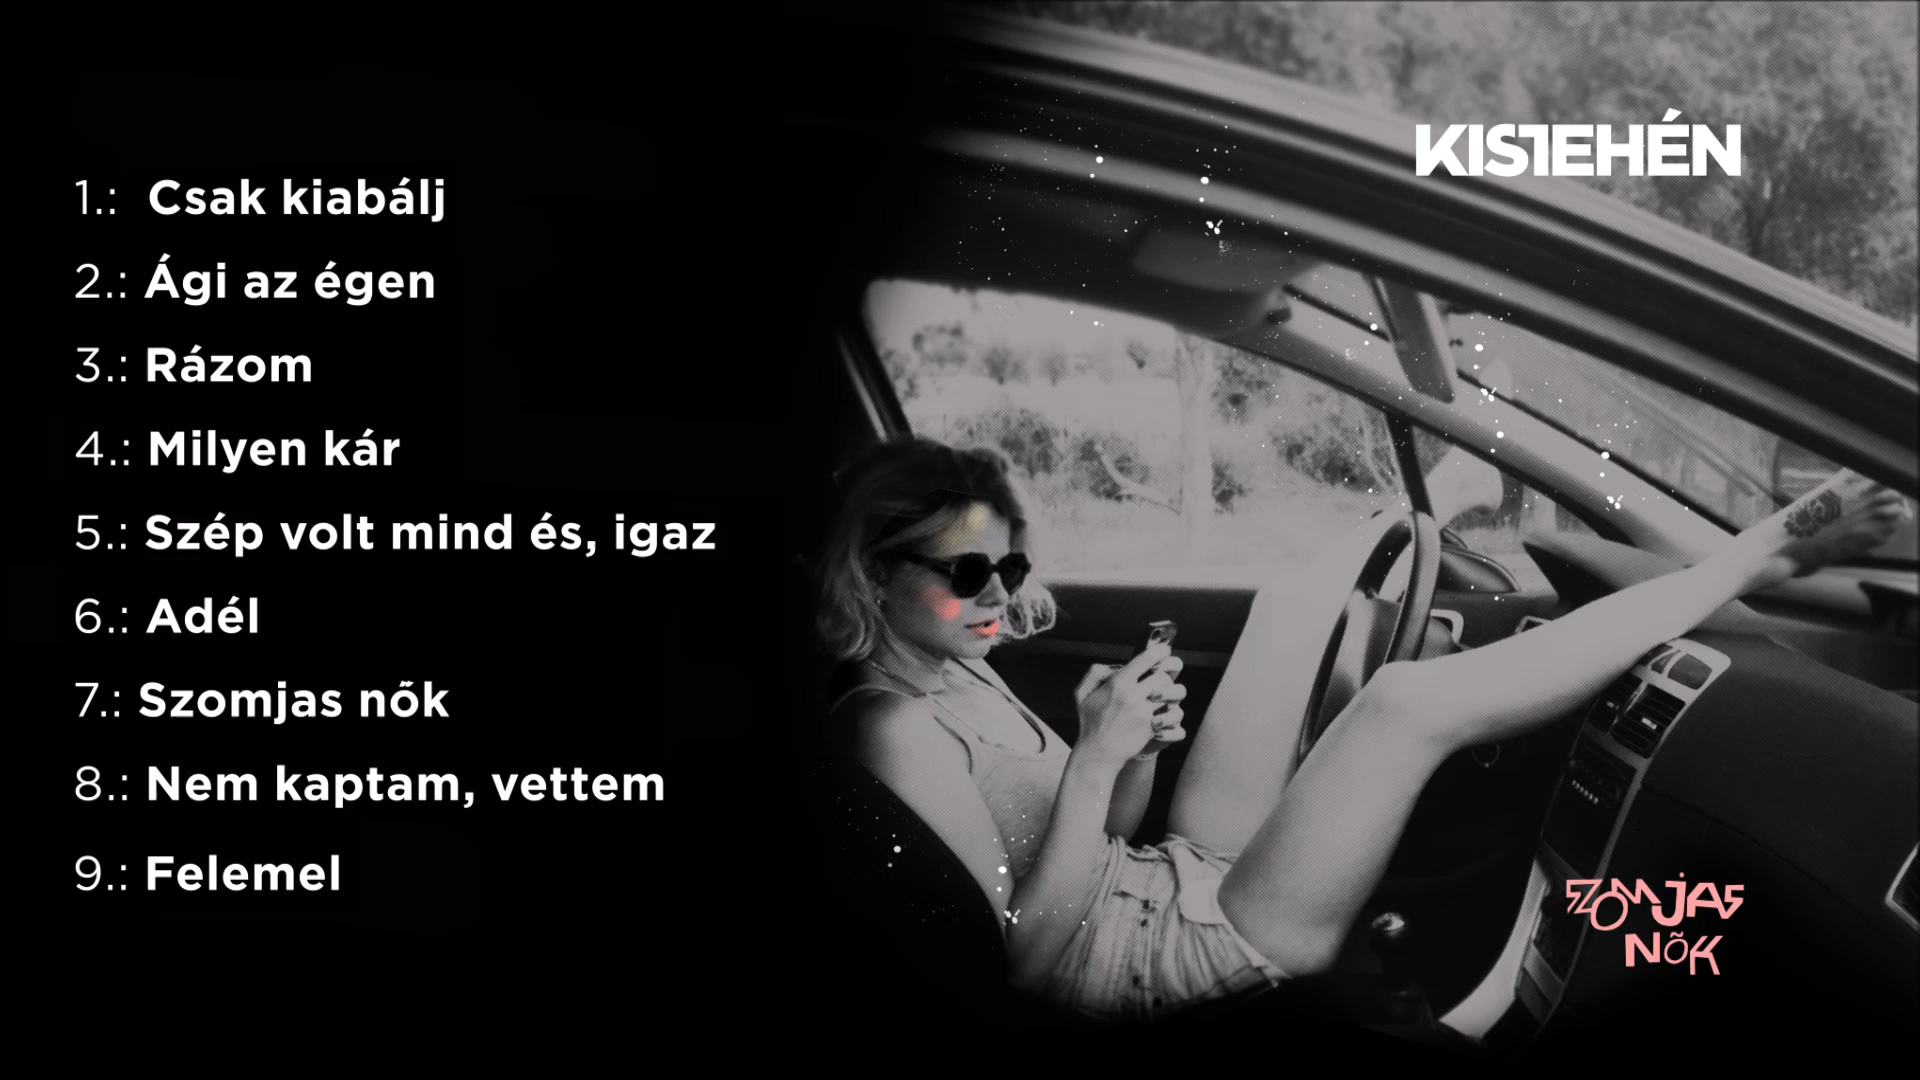 1.: Csak kiabálj
2.: Ági az égen
3.: Rázom
4.: Milyen kár
5.: Szép volt mind és, igaz
6.: Adél
7.: Szomjas nők
8.: Nem kaptam, vettem
9.: Felemel
KISTEHÉN
SZOMJAS
NŐK